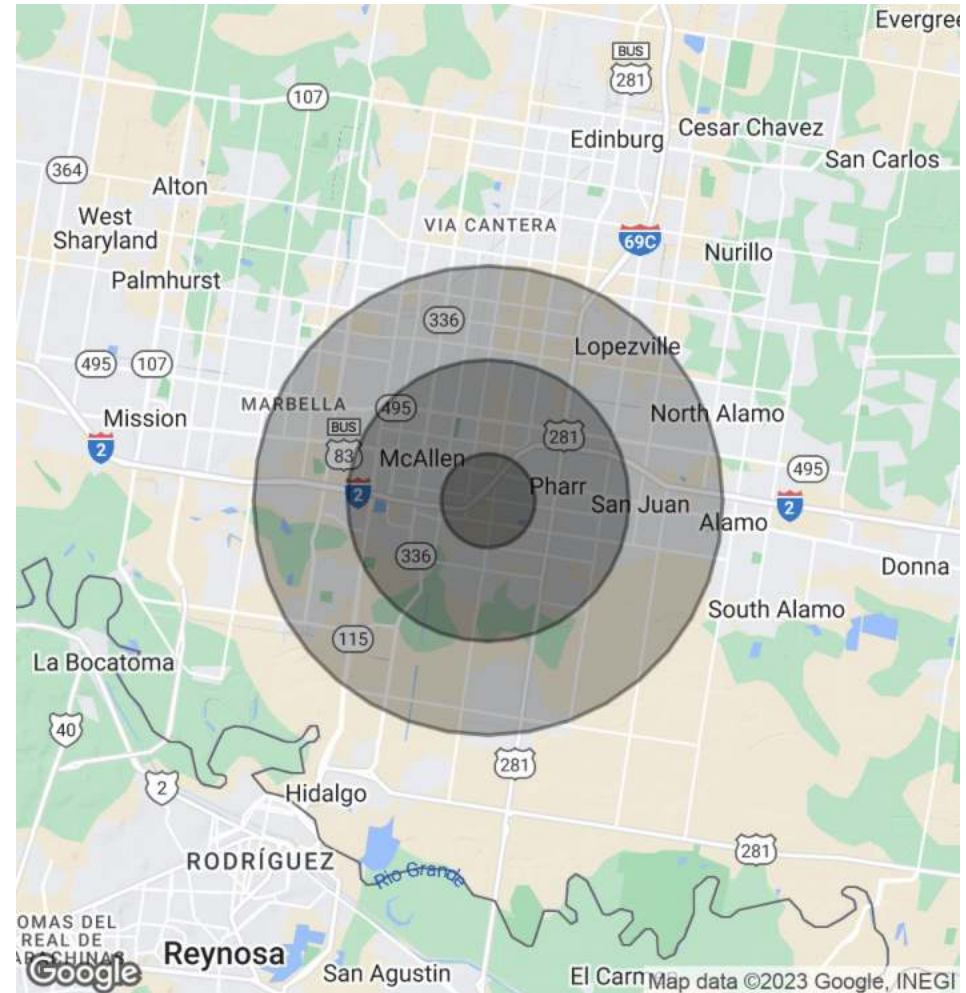 Evergree
BUS
281
107
Edinburg
Cesar Chavez
San Carlos
364
Alton
West
Sharyland
VIA CANTERA
69C
Nurillo
Palmhurst
336
Lopezville
495
107
MARBELLA
495
North Alamo
Mission
BUS
83
281
2
McAllen
495
2
Pharr
San Juan
2
Alamo
336
Donna
South Alamo
115
La Bocatoma
40
281
2
Hidalgo
281
RODRÍGUEZ
Rio Grande
OMAS DEL
REAL DE
Reynosa
Google
San Agustin
El Carm
Map data ©2023 Google, INEGI